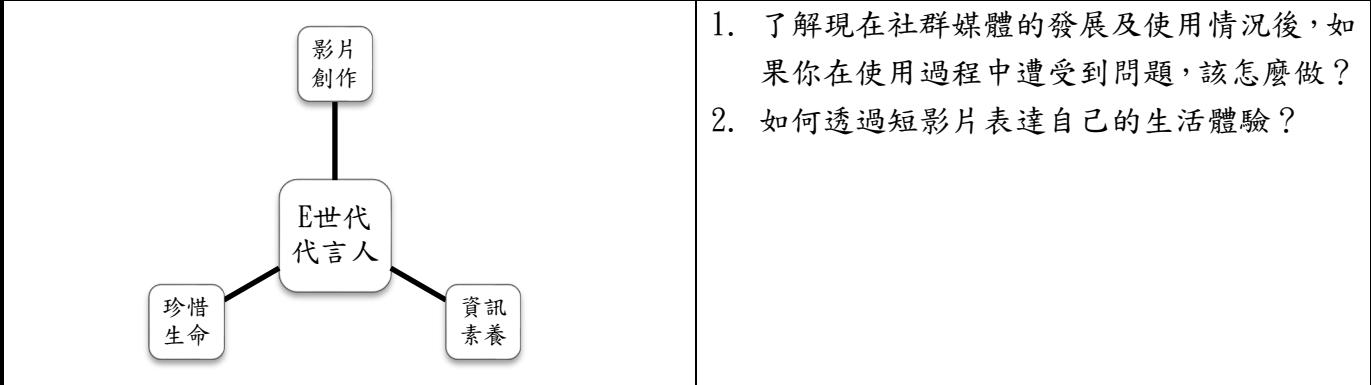 影片
創作
E世代
代言人
珍惜
生命
資訊
素養
1. 了解現在社群媒體的發展及使用情況後，如
果你在使用過程中遭受到問題，該怎麼做？
2. 如何透過短影片表達自己的生活體驗？